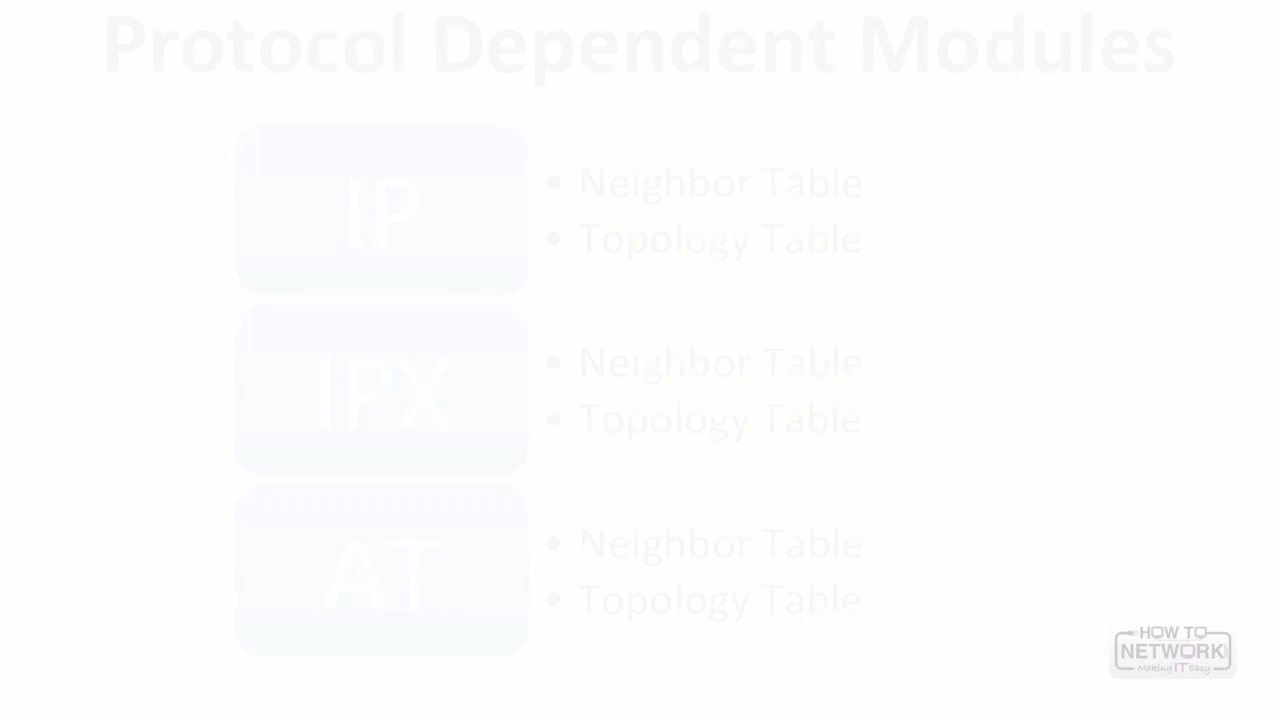 Protocol Dependent Modules
IP
• Neighbor Table
• Topology Table
IPX
• Neighbor Table
• Topology Table
AT
• Neighbor Table
• Topology Table
HOW TO
NETWORK
Making IT Easy